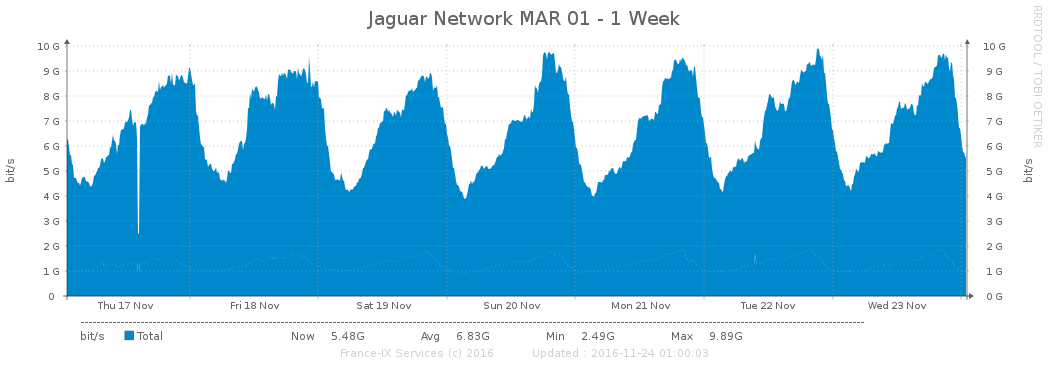 Jaguar Network MAR 01 - 1 Week
RRDTOOL / TOBI OETIKER
10 G 10 G
9 G 9 G
8 G 8 G
7 G 7 G
6 G 6 G
5 G 5 G
4 G 4 G
3 G 3 G
2 G 2 G
1 G 1 G
0 0 G
bit/s bit/s
Thu 17 Nov Fri 18 Nov Sat 19 Nov Sun 20 Nov Mon 21 Nov Tue 22 Nov Wed 23 Nov
bit/s Total Now 5.48G Avg 6.83G Min 2.49G Max 9.89G
France-IX Services (c) 2016 Updated : 2016-11-24 01:00:03